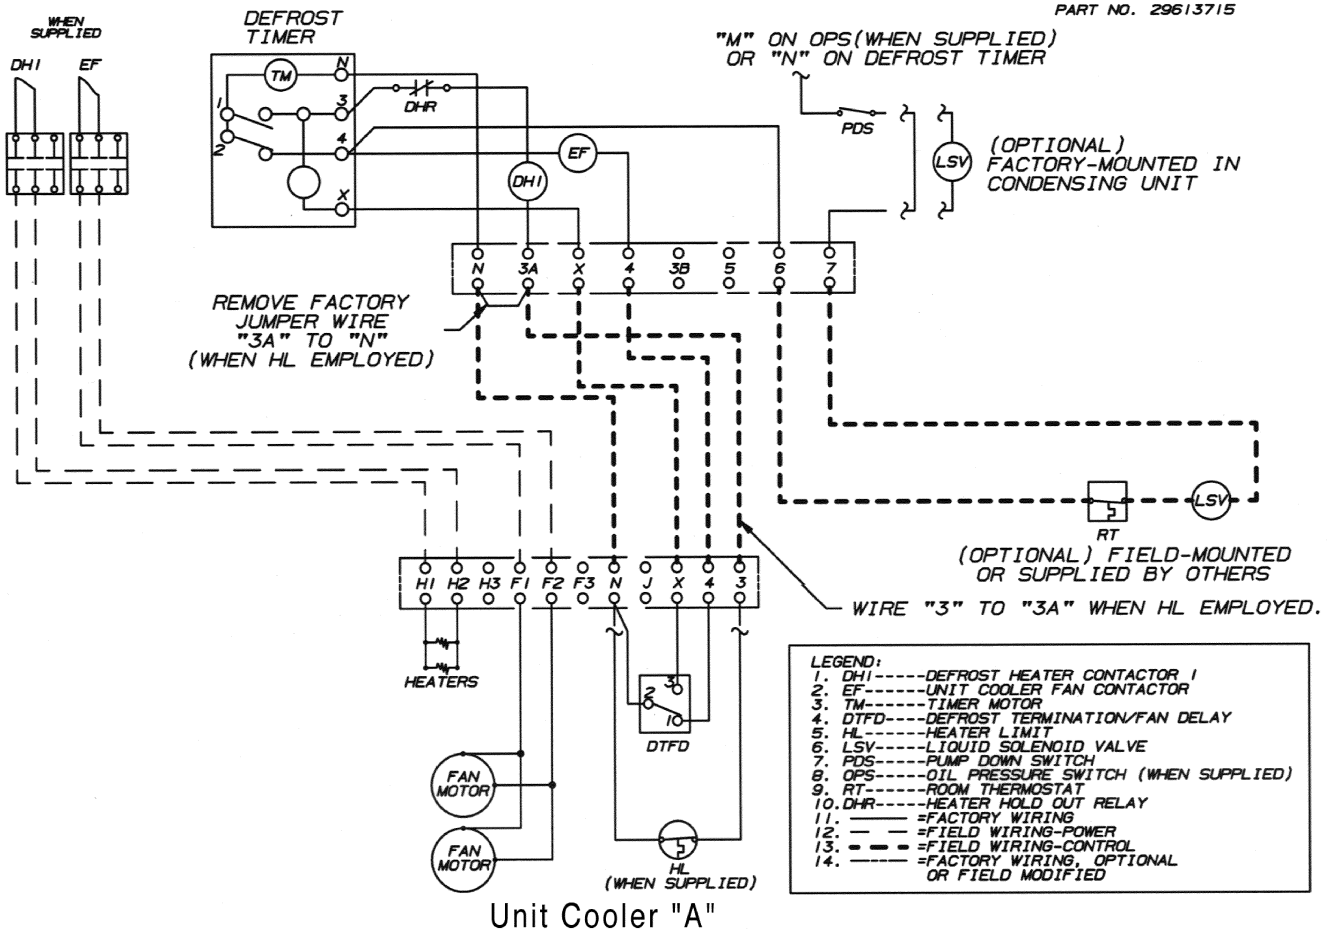 PART NO. 29613715
WHEN
SUPPLIED
DH1
EF
DEFROST
TIMER
TM
N
1
3
2
4
X
DHR
EF
DH1
"M" ON OPS(WHEN SUPPLIED)
OR "N" ON DEFROST TIMER
PDS
LSV
(OPTIONAL)
FACTORY-MOUNTED IN
CONDENSING UNIT
N
3A
X
4
3B
5
6
7
REMOVE FACTORY
JUMPER WIRE
"3A" TO "N"
(WHEN HL EMPLOYED)
RT
LSV
(OPTIONAL) FIELD-MOUNTED
OR SUPPLIED BY OTHERS
WIRE "3" TO "3A" WHEN HL EMPLOYED.
H1
H2
H3
F1
F2
F3
N
J
X
4
3
HEATERS
3
2
1
DTFD
FAN
MOTOR
FAN
MOTOR
HL
(WHEN SUPPLIED)
Unit Cooler "A"
LEGEND:
1. DH1-----DEFROST HEATER CONTACTOR 1
2. EF------UNIT COOLER FAN CONTACTOR
3. TM------TIMER MOTOR
4. DTFD----DEFROST TERMINATION/FAN DELAY
5. HL------HEATER LIMIT
6. LSV-----LIQUID SOLENOID VALVE
7. PDS-----PUMP DOWN SWITCH
8. OPS-----OIL PRESSURE SWITCH (WHEN SUPPLIED)
9. RT------ROOM THERMOSTAT
10. DHR-----HEATER HOLD OUT RELAY
11. =FACTORY WIRING
12. =FIELD WIRING-POWER
13. =FIELD WIRING-CONTROL
14. =FACTORY WIRING, OPTIONAL
OR FIELD MODIFIED